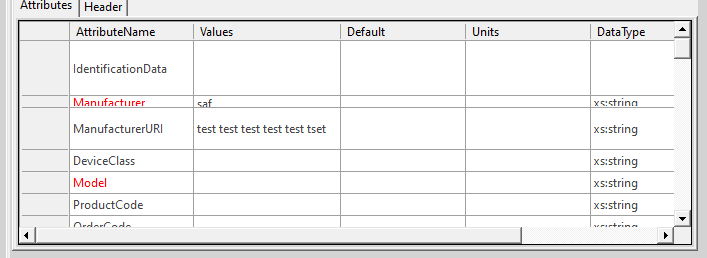 Attributes Header
AttributeName Values Default Units DataType
IdentificationData
Manufacturer saf xs:string
ManufacturerURI test test test test test tset xs:string
DeviceClass xs:string
Model xs:string
ProductCode xs:string
OrderCode xs:string